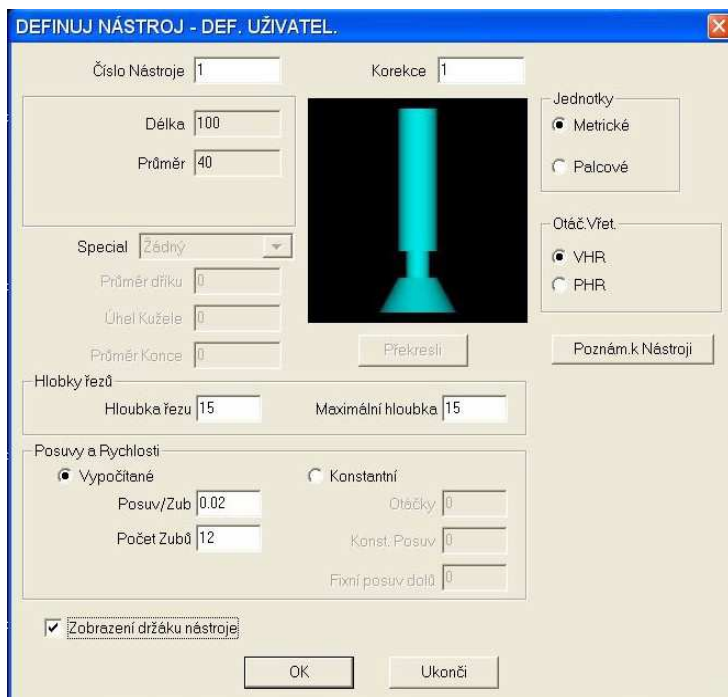 DEFINUJ NÁSTROJ - DEF. UŽIVATEL.
Číslo Nástroje 1
Korekce 1
Délka 100
Průměr 40
Jednotky
Metrické
Palcové
Special Žádný
Průměr dříku 0
Úhel Kužele 0
Průměr Konce 0
Otáč.Vřet.
VHR
PHR
Překresli
Poznám.k Nástroji
Hlobky řezů
Hloubka řezu 15
Maximální hloubka 15
Posuvy a Rychlosti
Vypočítané
Konstantní
Posuv/Zub 0.02
Otáčky 0
Počet Zubů 12
Konst. Posuv 0
Fixní posuv dolů 0
Zobrazení držáku nástroje
OK
Ukonči